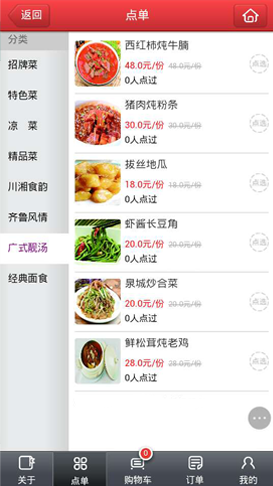 返回
点单
分类
招牌菜
特色菜
凉 菜
精品菜
川湘食韵
齐鲁风情
广式靓汤
经典面食
西红柿炖牛腩
48.0元/份 48.0元/份
0人点过
点选
猪肉炖粉条
30.0元/份 30.0元/份
0人点过
点选
拔丝地瓜
18.0元/份 18.0元/份
0人点过
点选
虾酱长豆角
20.0元/份 20.0元/份
0人点过
点选
泉城炒合菜
20.0元/份 20.0元/份
0人点过
点选
鲜松茸炖老鸡
28.0元/份 28.0元/份
0人点过
点选
关于
点单
0
购物车
订单
我的